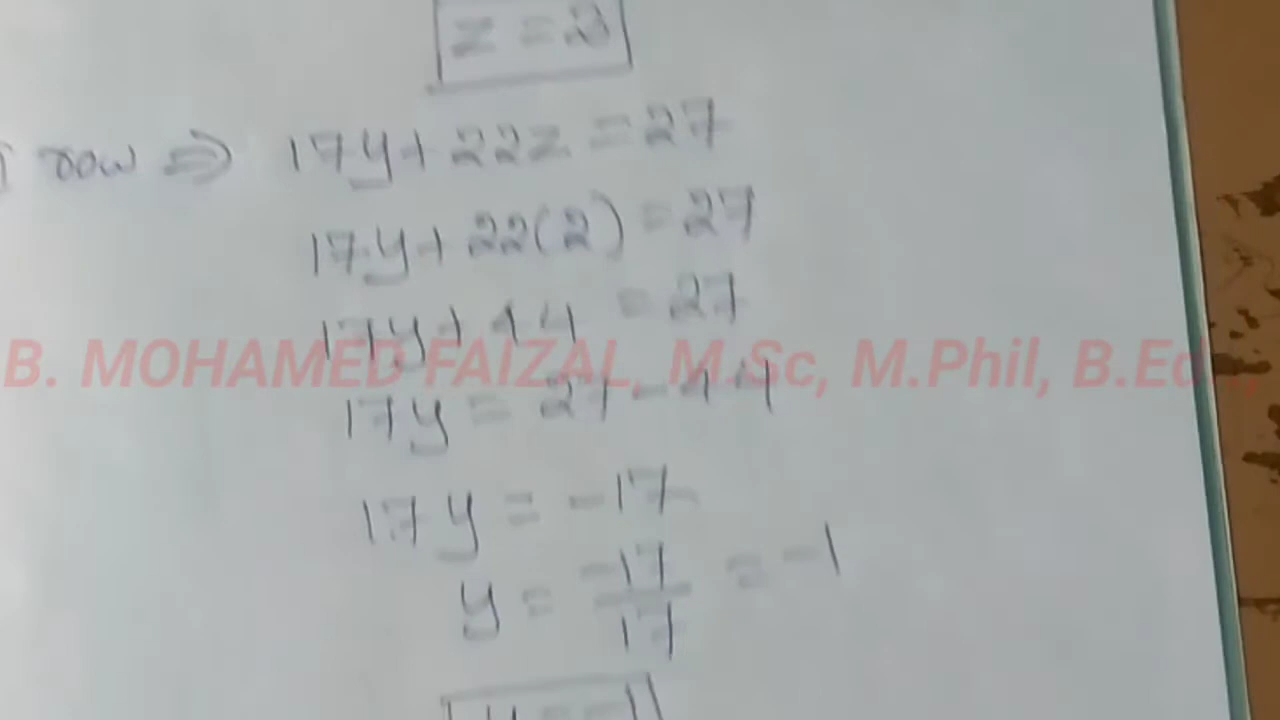 z = 2
row ⇒ 17y + 22z = 27
17y + 22(2) = 27
17y + 44 = 27
B. MOHAMED FAIZAL, M.Sc, M.Phil, B.Ed.,
17y = 27 - 44
17y = -17
y = -17/17 = -1
y = -1